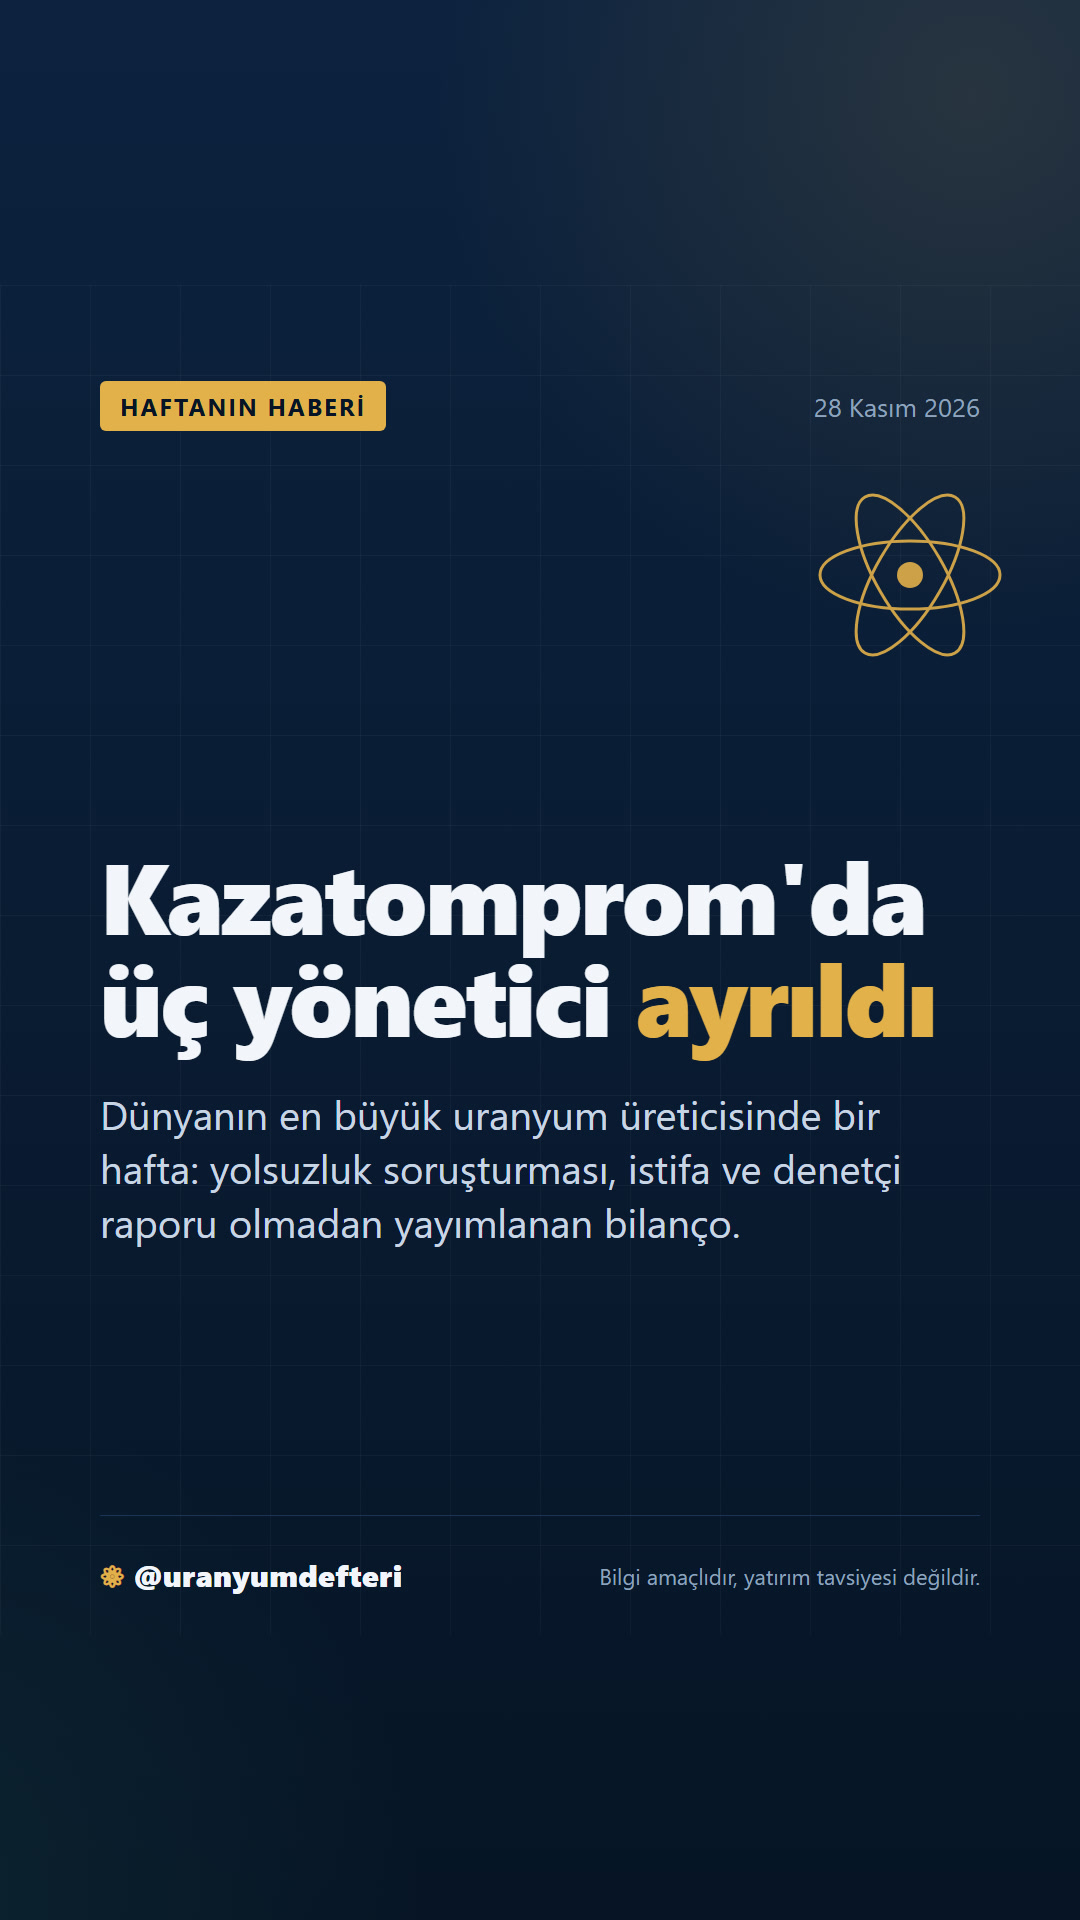 HAFTANIN HABERİ
28 Kasım 2026
Kazatomprom'da
üç yönetici ayrıldı
Dünyanın en büyük uranyum üreticisinde bir
hafta: yolsuzluk soruşturması, istifa ve denetçi
raporu olmadan yayımlanan bilanço.
@uranyumdefteri
Bilgi amaçlıdır, yatırım tavsiyesi değildir.